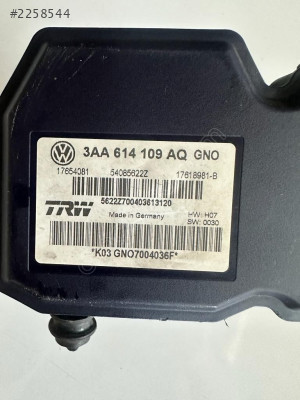 #2258544
3AA 614 109 AQ GNO
17654081 54085622Z 17618981-B
5622Z700403613120
TRW Made in Germany HW: H07
SW: 0030
*K03 GNO7004036F*